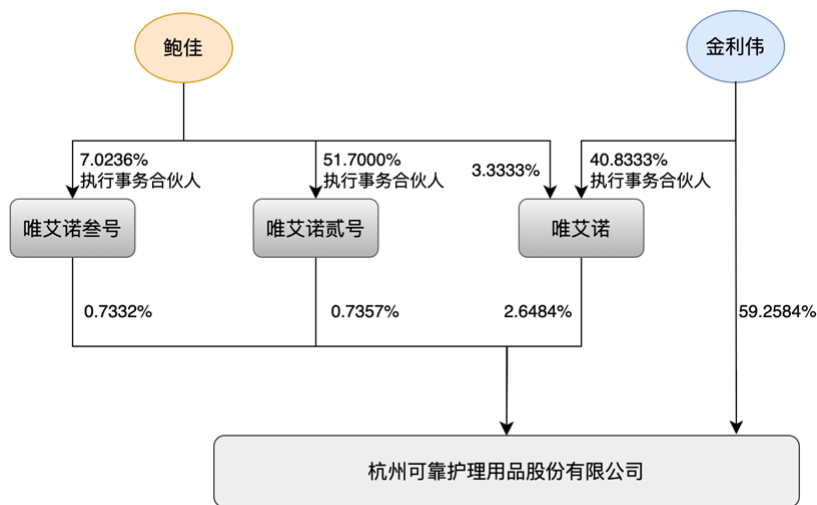 鲍佳
金利伟
7.0236%
执行事务合伙人
51.7000%
执行事务合伙人
3.3333%
40.8333%
执行事务合伙人
唯艾诺叁号
唯艾诺贰号
唯艾诺
0.7332%
0.7357%
2.6484%
59.2584%
杭州可靠护理用品股份有限公司